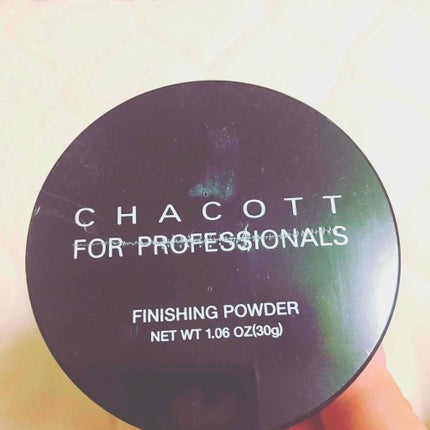 CHACOTT
FOR PROFESSIONALS
FINISHING POWDER
NET WT 1.06 OZ(30g)